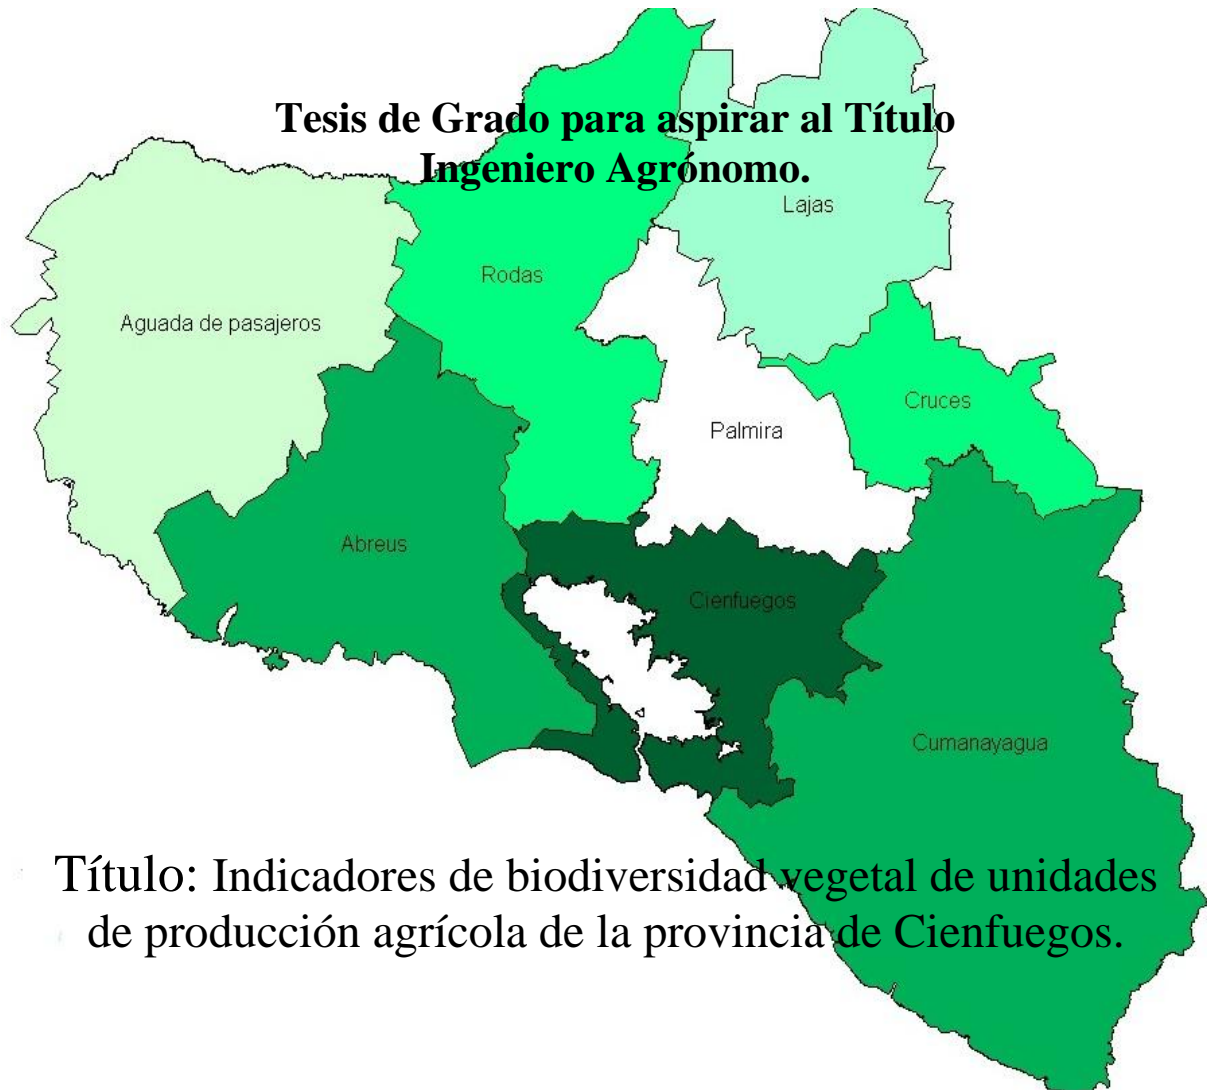 Tesis de Grado para aspirar al Título
Ingeniero Agrónomo.
Lajas
Rodas
Aguada de pasajeros
Cruces
Palmira
Abreus
Cienfuegos
Cumanayagua
Título: Indicadores de biodiversidad vegetal de unidades
de producción agrícola de la provincia de Cienfuegos.